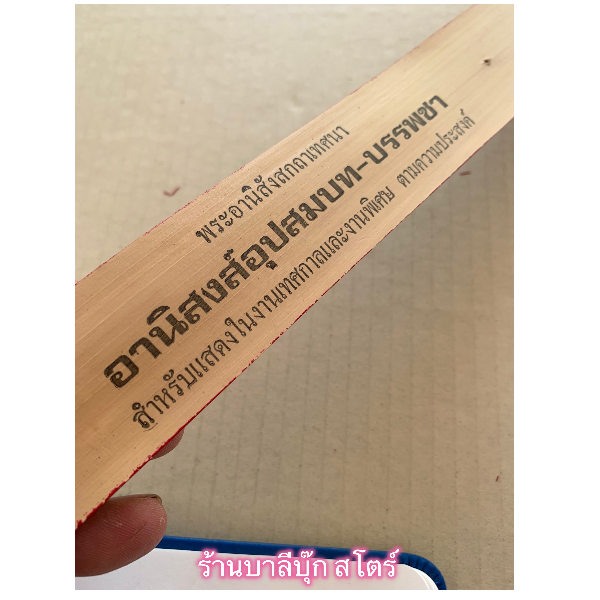 พระอานิสังสกถาเทศนา
อานิสงส์อุปสมบท-บรรพชา
สำหรับแสดงในงานเทศกาลและงานพิเศษ ตามความประสงค์
ร้านบาลีบุ๊ก สโตร์